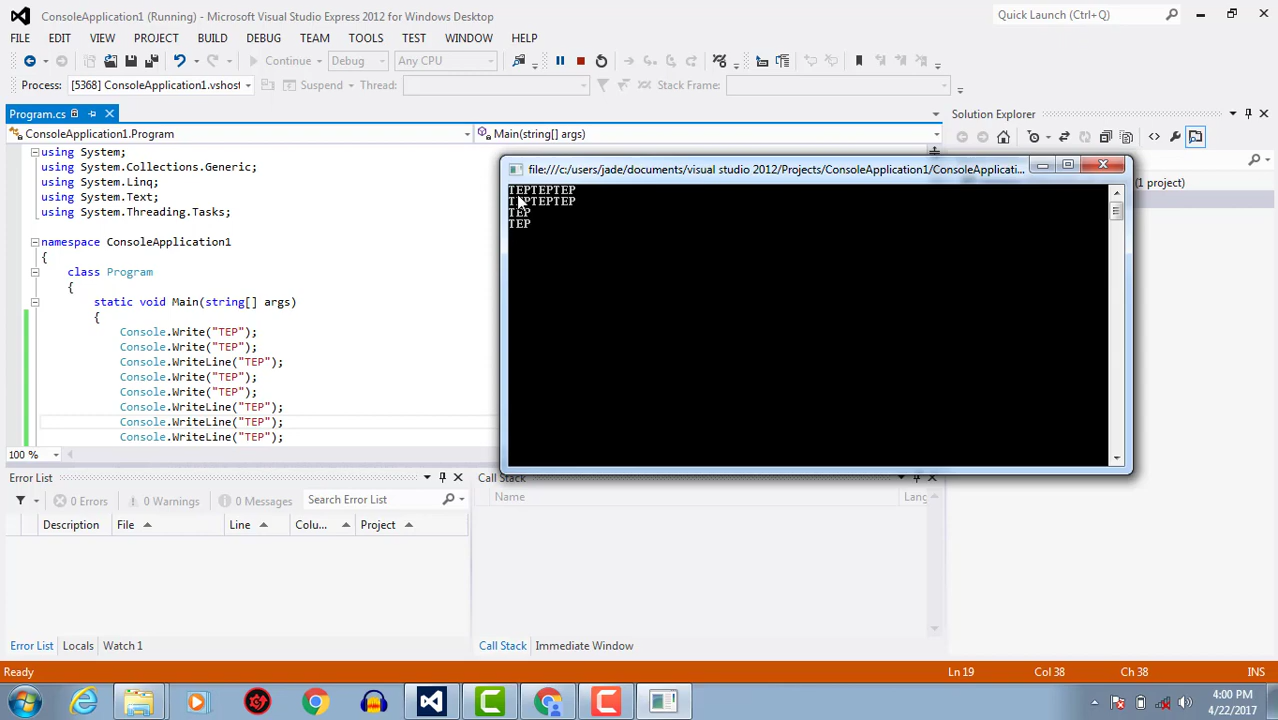 ConsoleApplication1 (Running) - Microsoft Visual Studio Express 2012 for Windows Desktop
Quick Launch (Ctrl+Q)
FILE EDIT VIEW PROJECT BUILD DEBUG TEAM TOOLS TEST WINDOW HELP
Continue Debug Any CPU
Process: [5368] ConsoleApplication1.vshost Suspend Thread: Stack Frame:
Program.cs
Solution Explorer
ConsoleApplication1.Program Main(string[] args)
using System;
using System.Collections.Generic;
using System.Linq;
using System.Text;
using System.Threading.Tasks;
namespace ConsoleApplication1
{
class Program
{
static void Main(string[] args)
{
Console.Write("TEP");
Console.Write("TEP");
Console.WriteLine("TEP");
Console.Write("TEP");
Console.Write("TEP");
Console.WriteLine("TEP");
Console.WriteLine("TEP");
Console.WriteLine("TEP");
100 %
file:///c:/users/jade/documents/visual studio 2012/Projects/ConsoleApplication1/ConsoleApplicati...
TEPTEPTEP
TEPTEPTEP
TEP
TEP
(1 project)
Error List
0 Errors 0 Warnings 0 Messages Search Error List
Description File Line Colu... Project
Error List Locals Watch 1
Call Stack
Name Lang
Call Stack Immediate Window
Ready Ln 19 Col 38 Ch 38 INS
4:00 PM
4/22/2017